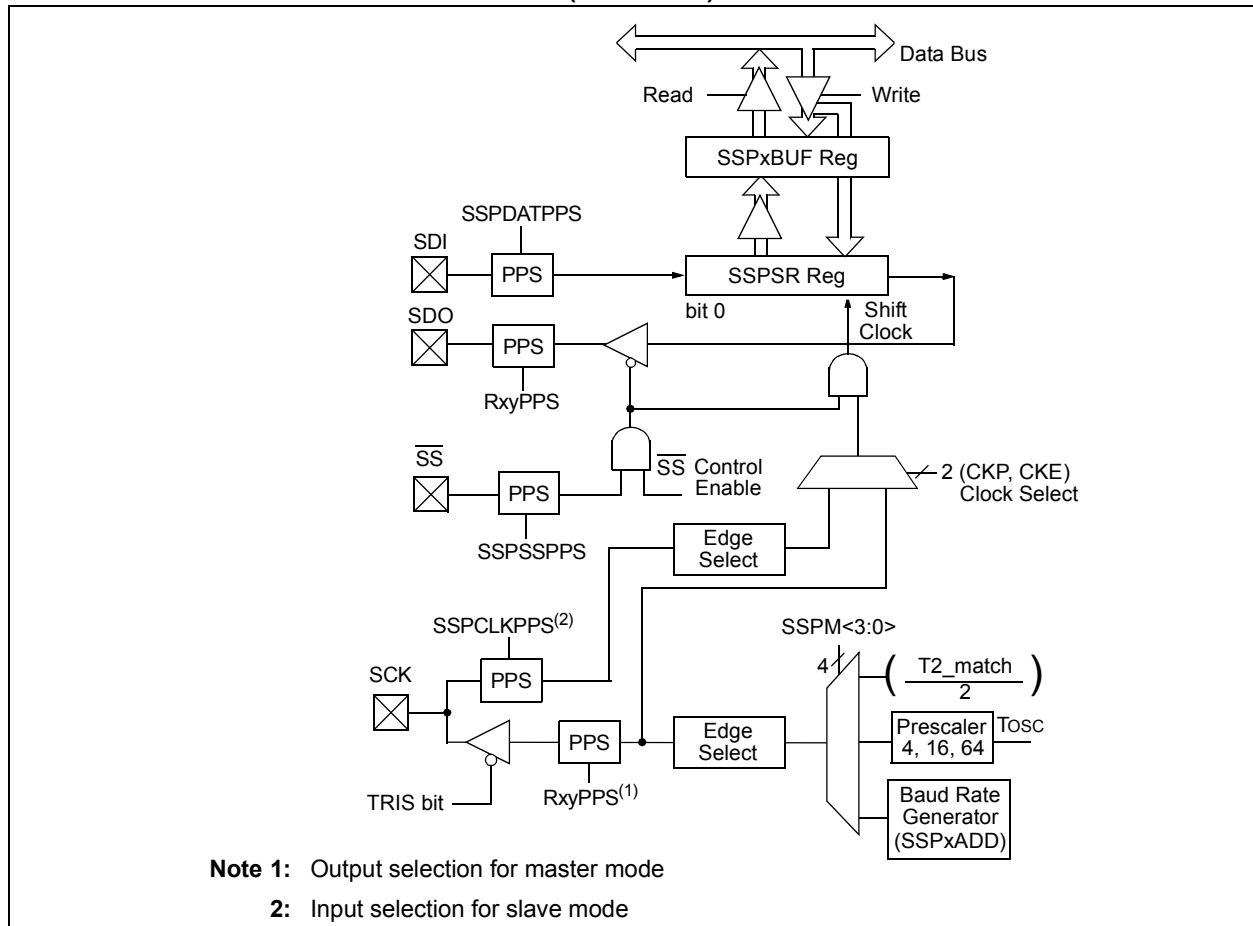 Data Bus
Read
Write
SSPxBUF Reg
SSPDATPPS
SDI
PPS
SSPSR Reg
bit 0
Shift
Clock
SDO
PPS
RxyPPS
SS
PPS
SSPSSPPS
SS Control
Enable
2 (CKP, CKE)
Clock Select
Edge
Select
SSPCLKPPS(2)
SSPM<3:0>
SCK
PPS
4
( T2_match
2 )
PPS
Edge
Select
Prescaler
4, 16, 64
TOSC
TRIS bit
RxyPPS(1)
Baud Rate
Generator
(SSPxADD)
Note 1: Output selection for master mode
2: Input selection for slave mode